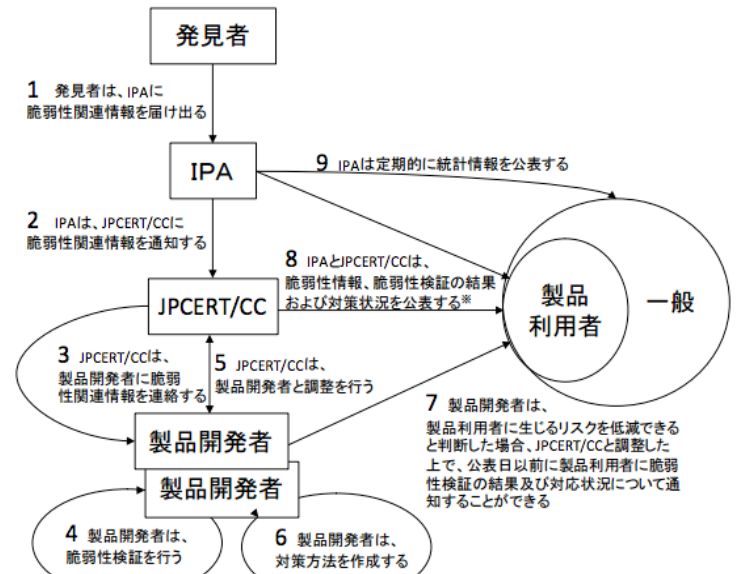 発見者
1 発見者は、IPAに
脆弱性関連情報を届け出る
IPA
9 IPAは定期的に統計情報を公表する
2 IPAは、JPCERT/CCに
脆弱性関連情報を通知する
8 IPAとJPCERT/CCは、
脆弱性情報、脆弱性検証の結果
および対策状況を公表する※
製品
利用者
一般
JPCERT/CC
3 JPCERT/CCは、
製品開発者に脆弱
性関連情報を連絡する
5 JPCERT/CCは、
製品開発者と調整を行う
7 製品開発者は、
製品利用者に生じるリスクを低減できる
と判断した場合、JPCERT/CCと調整した
上で、公表日以前に製品利用者に脆弱
性検証の結果及び対応状況について通
知することができる
製品開発者
製品開発者
4 製品開発者は、
脆弱性検証を行う
6 製品開発者は、
対策方法を作成する